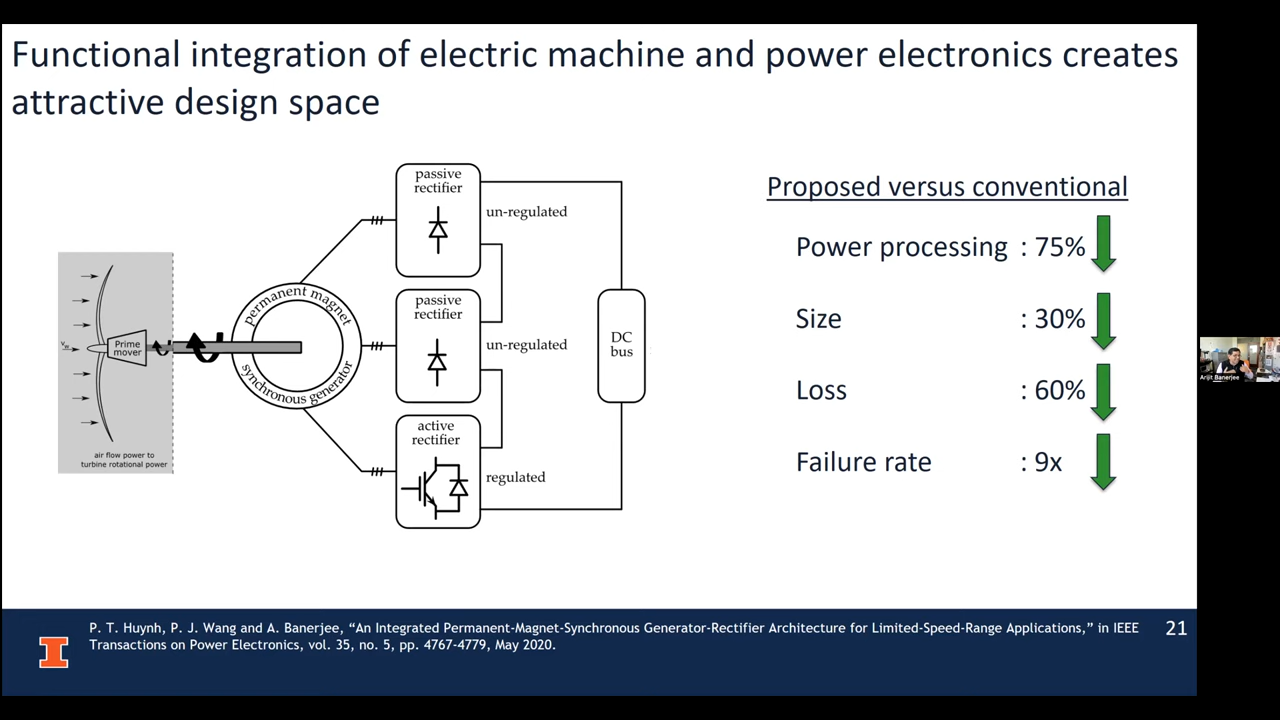 Functional integration of electric machine and power electronics creates
attractive design space
passive
rectifier
un-regulated
passive
rectifier
un-regulated
active
rectifier
regulated
permanent magnet
synchronous generator
Prime
mover
vw
air flow power to
turbine rotational power
DC
bus
Proposed versus conventional
Power processing : 75%
Size : 30%
Loss : 60%
Failure rate : 9x
Arijit Banerjee
P. T. Huynh, P. J. Wang and A. Banerjee, “An Integrated Permanent-Magnet-Synchronous Generator-Rectifier Architecture for Limited-Speed-Range Applications,” in IEEE
Transactions on Power Electronics, vol. 35, no. 5, pp. 4767-4779, May 2020.
21